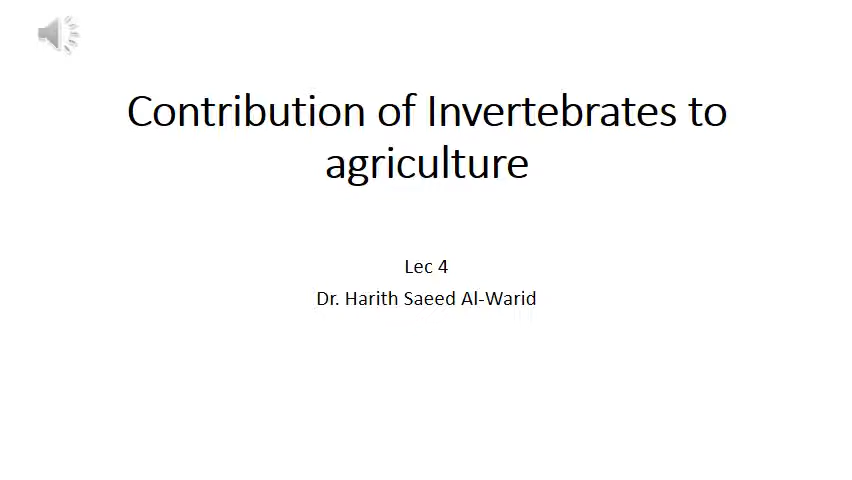 Contribution of Invertebrates to
agriculture
Lec 4
Dr. Harith Saeed Al-Warid